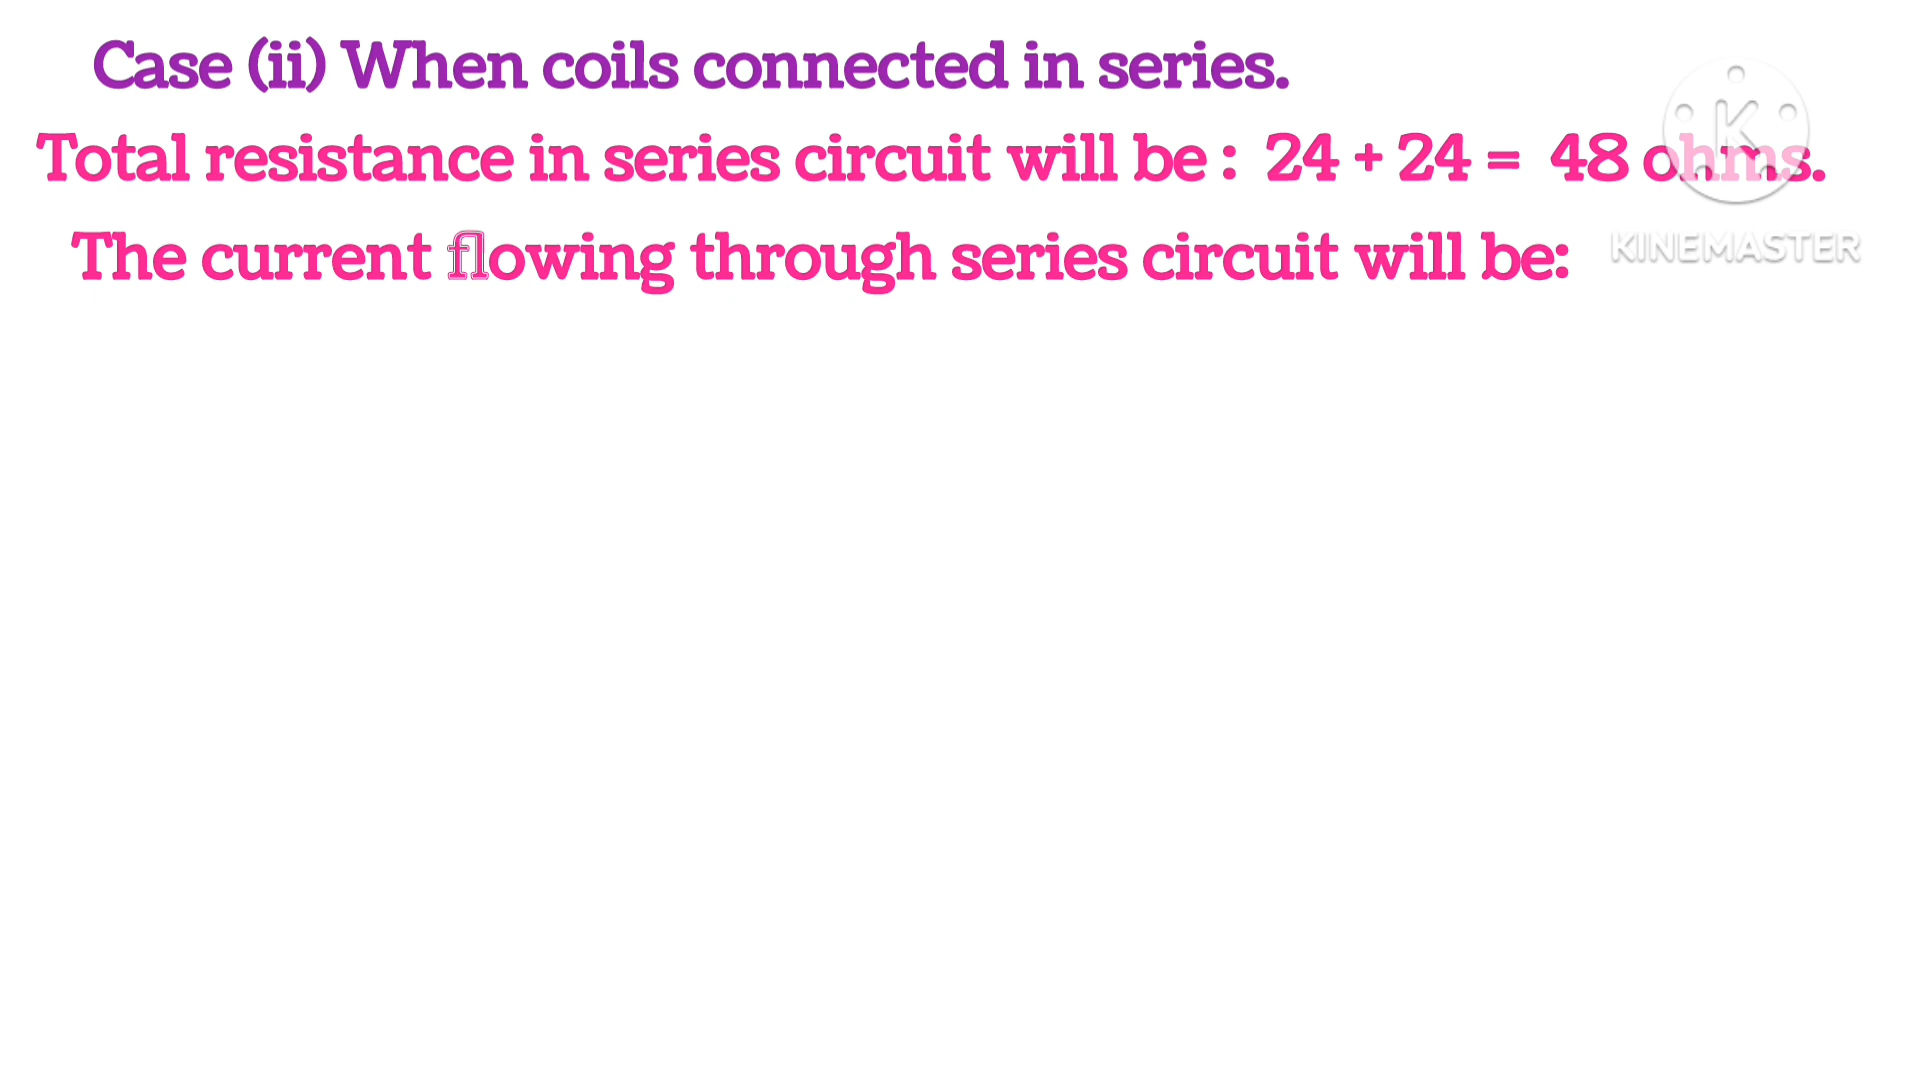 Case (ii) When coils connected in series.
Total resistance in series circuit will be : 24 + 24 = 48 ohms.
The current flowing through series circuit will be:
K
KINEMASTER